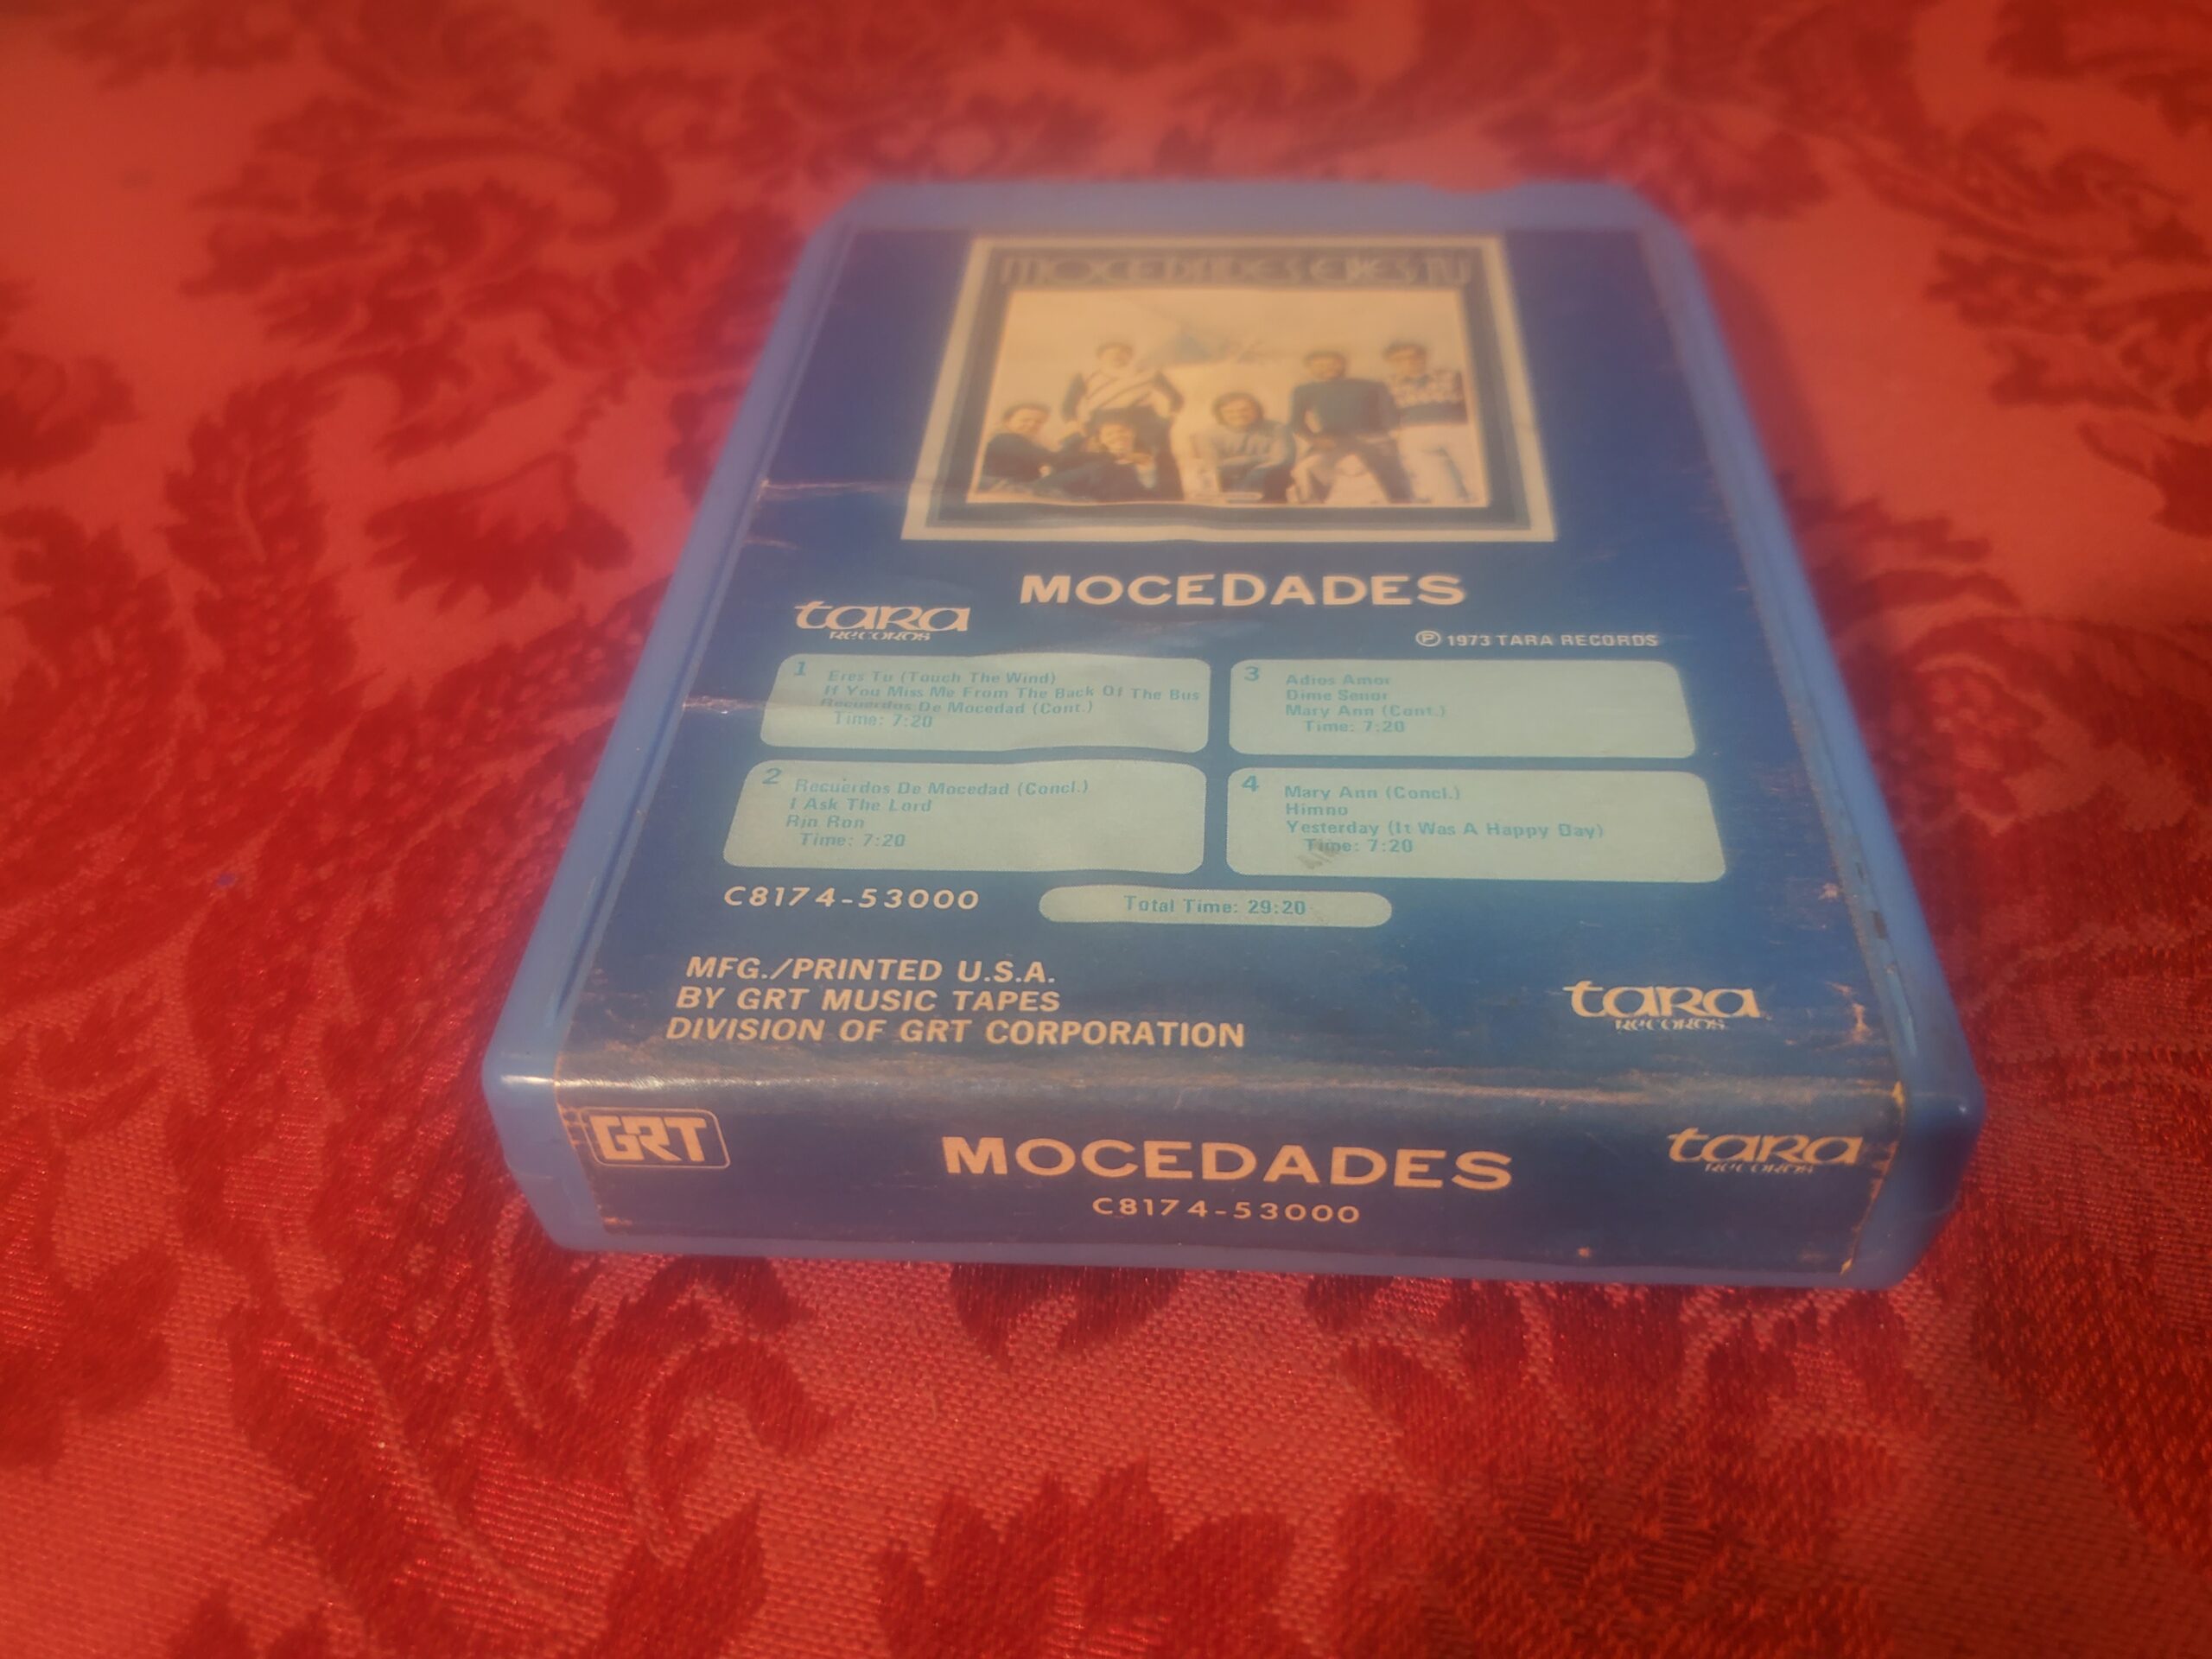 MOCEDADES ERES TU
MOCEDADES
tara
RECORDS
Ⓟ 1973 TARA RECORDS
1 Eres Tu (Touch The Wind)
If You Miss Me From The Back Of The Bus
Recuerdos De Mocedad (Cont.)
Time: 7:20
2 Recuerdos De Mocedad (Concl.)
I Ask The Lord
Rin Ron
Time: 7:20
3 Adios Amor
Dime Senor
Mary Ann (Cont.)
Time: 7:20
4 Mary Ann (Concl.)
Himno
Yesterday (It Was A Happy Day)
Time: 7:20
C8174-53000
Total Time: 29:20
MFG./PRINTED U.S.A.
BY GRT MUSIC TAPES
DIVISION OF GRT CORPORATION
tara
RECORDS
GRT
MOCEDADES
C8174-53000
tara
RECORDS